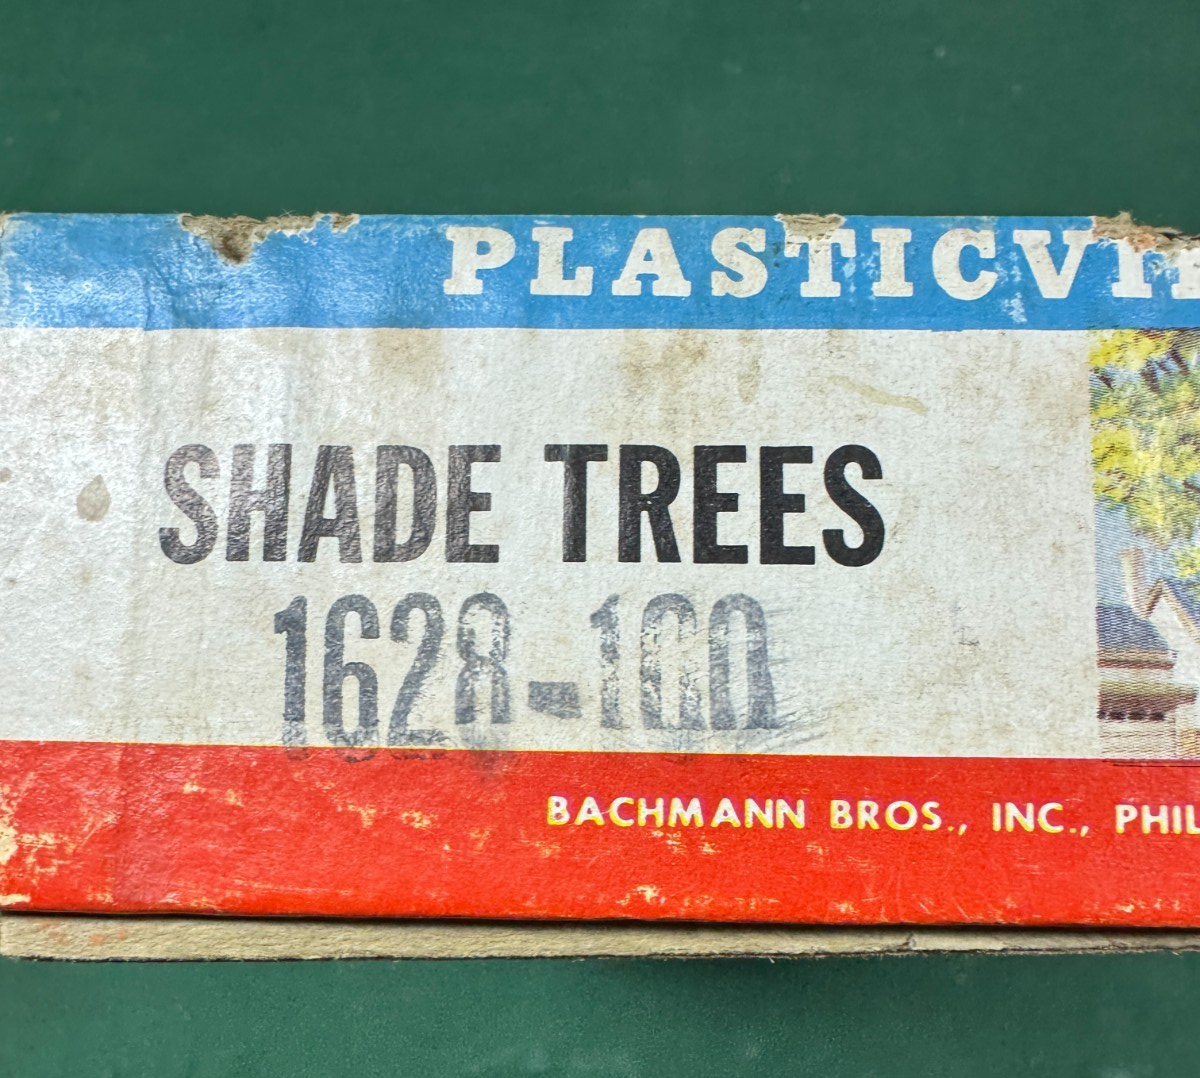 PLASTICVI
SHADE TREES
1628-100
BACHMANN BROS., INC., PHIL